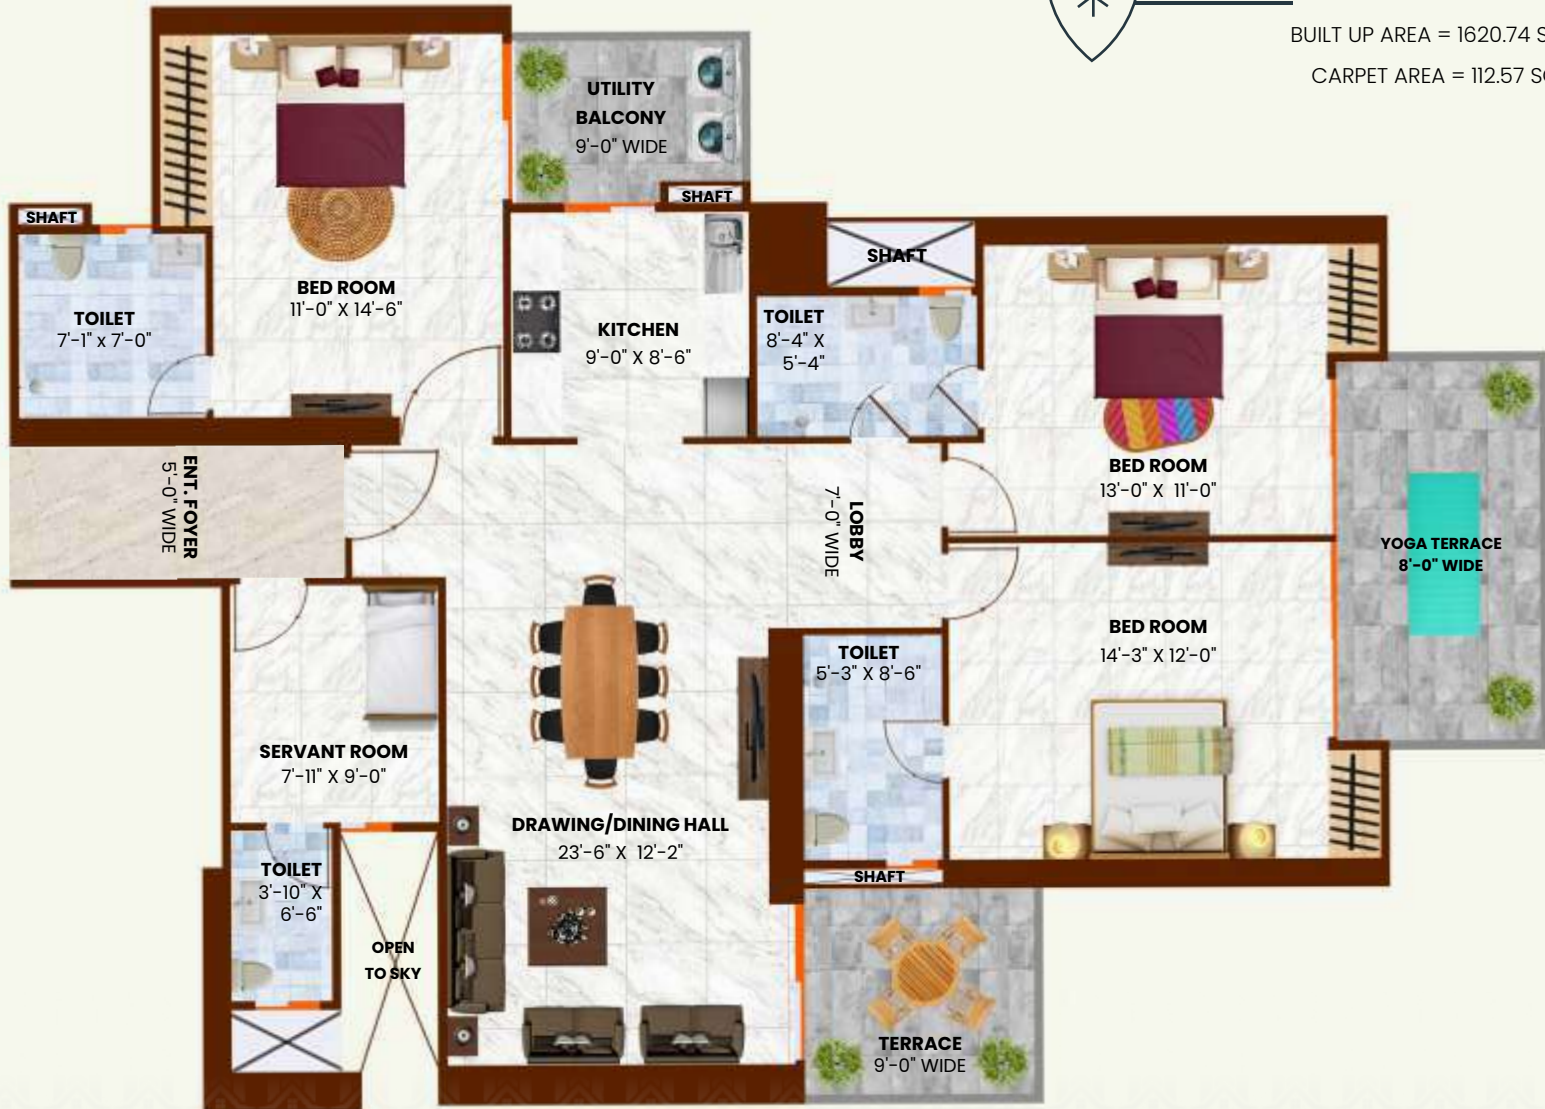 BUILT UP AREA = 1620.74 S
CARPET AREA = 112.57 SQ
UTILITY
BALCONY
9'-0" WIDE
SHAFT
SHAFT
BED ROOM
11'-0" X 14'-6"
TOILET
7'-1" x 7'-0"
KITCHEN
9'-0" X 8'-6"
SHAFT
TOILET
8'-4" X
5'-4"
BED ROOM
13'-0" X 11'-0"
ENT. FOYER
5'-0" WIDE
LOBBY
7'-0" WIDE
YOGA TERRACE
8'-0" WIDE
BED ROOM
14'-3" X 12'-0"
TOILET
5'-3" X 8'-6"
SERVANT ROOM
7'-11" X 9'-0"
DRAWING/DINING HALL
23'-6" X 12'-2"
TOILET
3'-10" X
6'-6"
SHAFT
OPEN
TO SKY
TERRACE
9'-0" WIDE